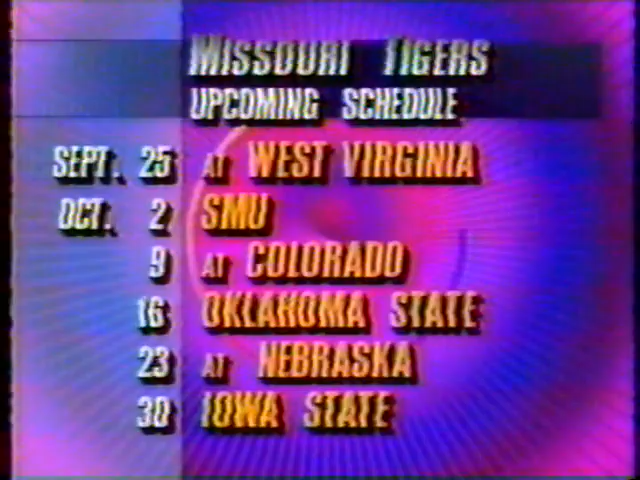 MISSOURI TIGERS
UPCOMING SCHEDULE
SEPT. 25 AT WEST VIRGINIA
OCT. 2 SMU
9 AT COLORADO
16 OKLAHOMA STATE
23 AT NEBRASKA
30 IOWA STATE